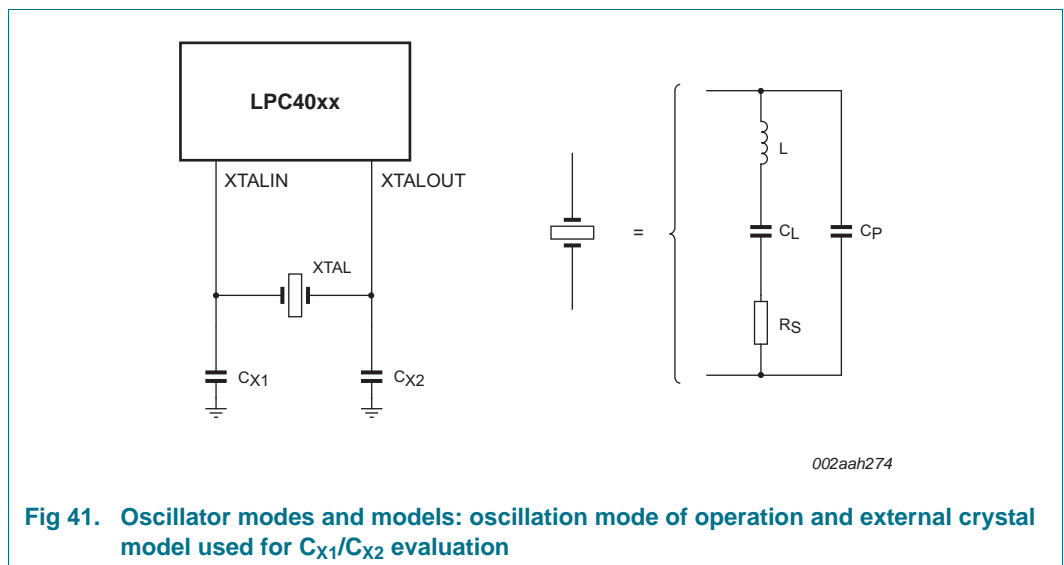 LPC40xx
XTALIN
XTALOUT
XTAL
CX1
CX2
=
L
CL
CP
RS
002aah274
Fig 41. Oscillator modes and models: oscillation mode of operation and external crystal
model used for CX1/CX2 evaluation